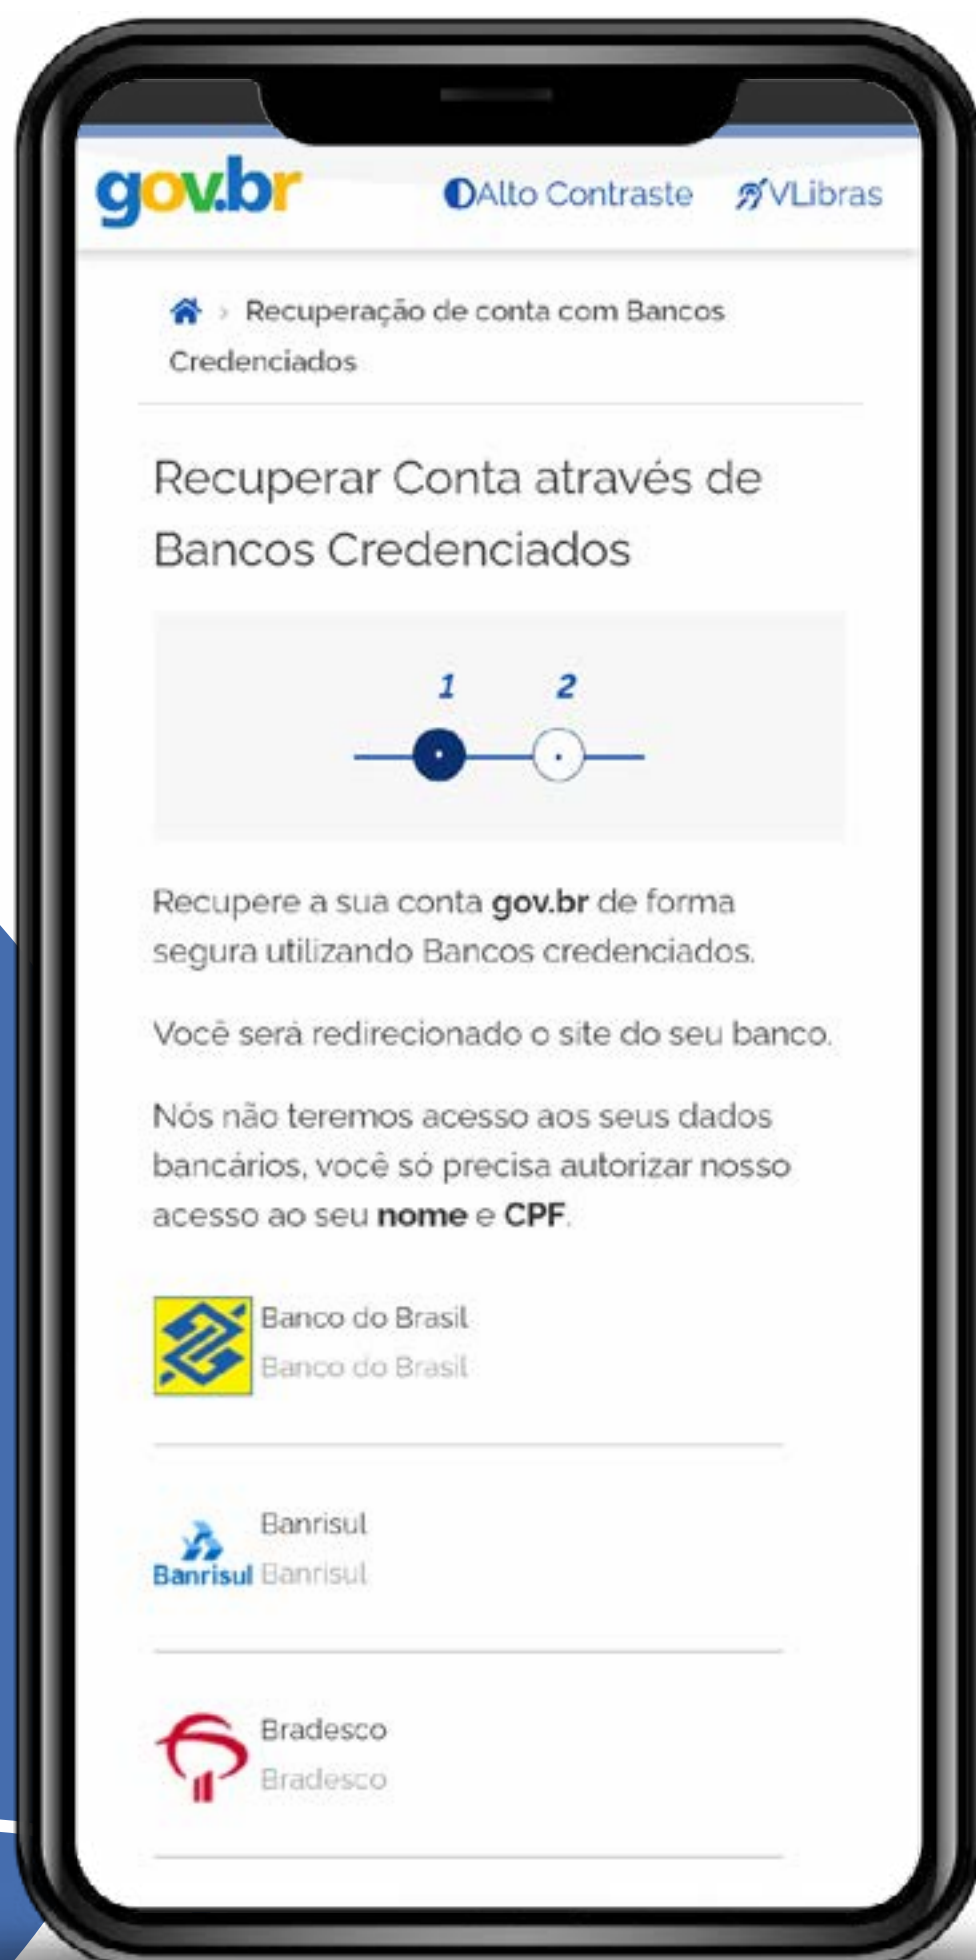 gov.br
Alto Contraste
VLibras
Recuperação de conta com Bancos
Credenciados
Recuperar Conta através de
Bancos Credenciados
1 2
Recupere a sua conta gov.br de forma
segura utilizando Bancos credenciados.
Você será redirecionado o site do seu banco.
Nós não teremos acesso aos seus dados
bancários, você só precisa autorizar nosso
acesso ao seu nome e CPF.
Banco do Brasil
Banco do Brasil
Banrisul
Banrisul Banrisul
Bradesco
Bradesco